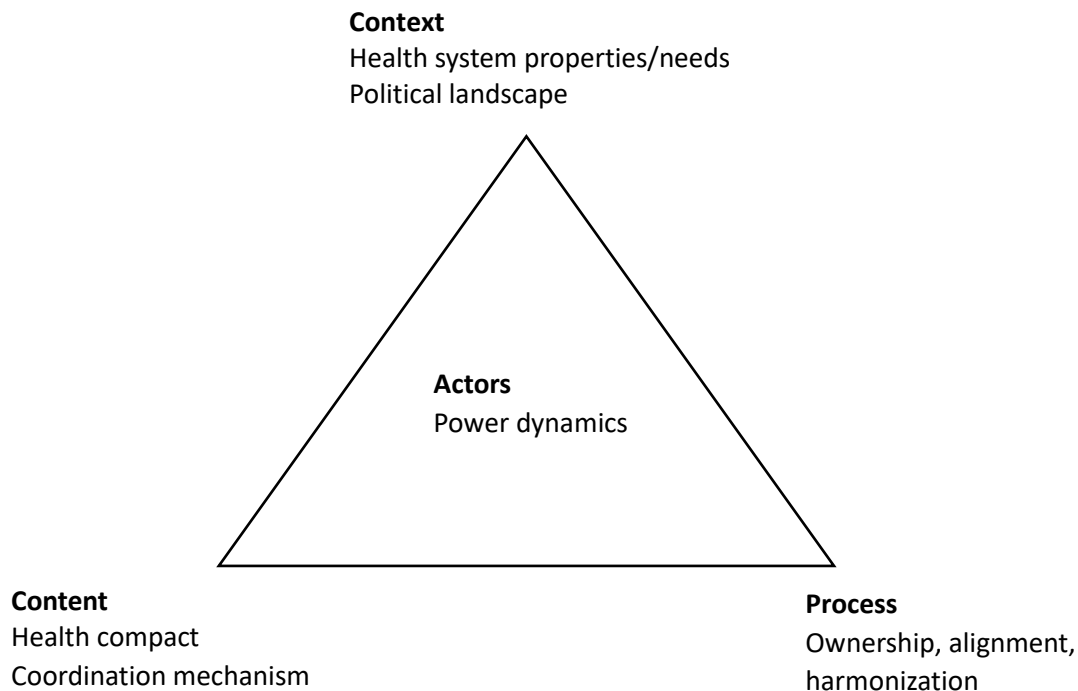 Context
Health system properties/needs
Political landscape
Actors
Power dynamics
Content
Health compact
Coordination mechanism
Process
Ownership, alignment,
harmonization